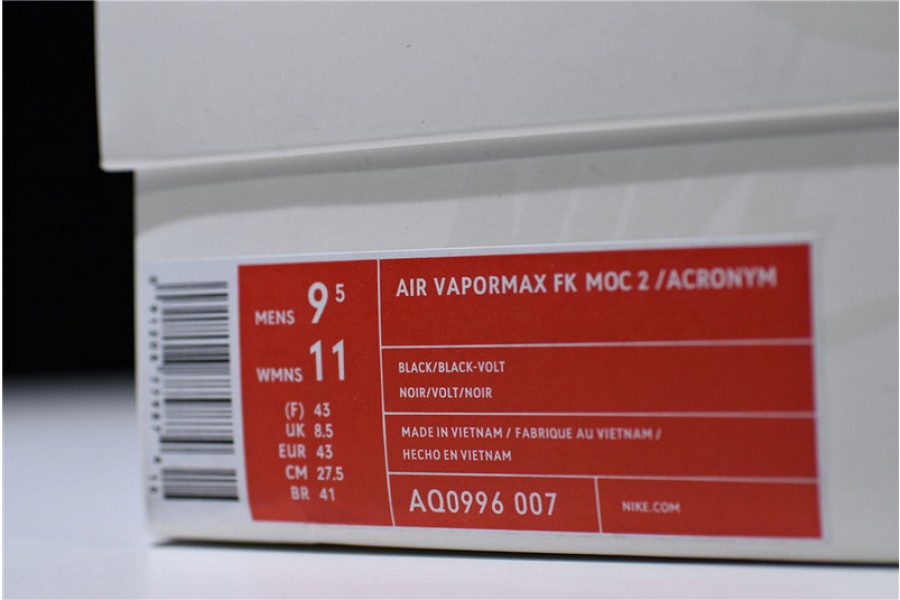 MENS 9 5
WMNS 11
(F) 43
UK 8.5
EUR 43
CM 27.5
BR 41
AIR VAPORMAX FK MOC 2 /ACRONYM
BLACK/BLACK-VOLT
NOIR/VOLT/NOIR
MADE IN VIETNAM / FABRIQUE AU VIETNAM /
HECHO EN VIETNAM
AQ0996 007
NIKE.COM